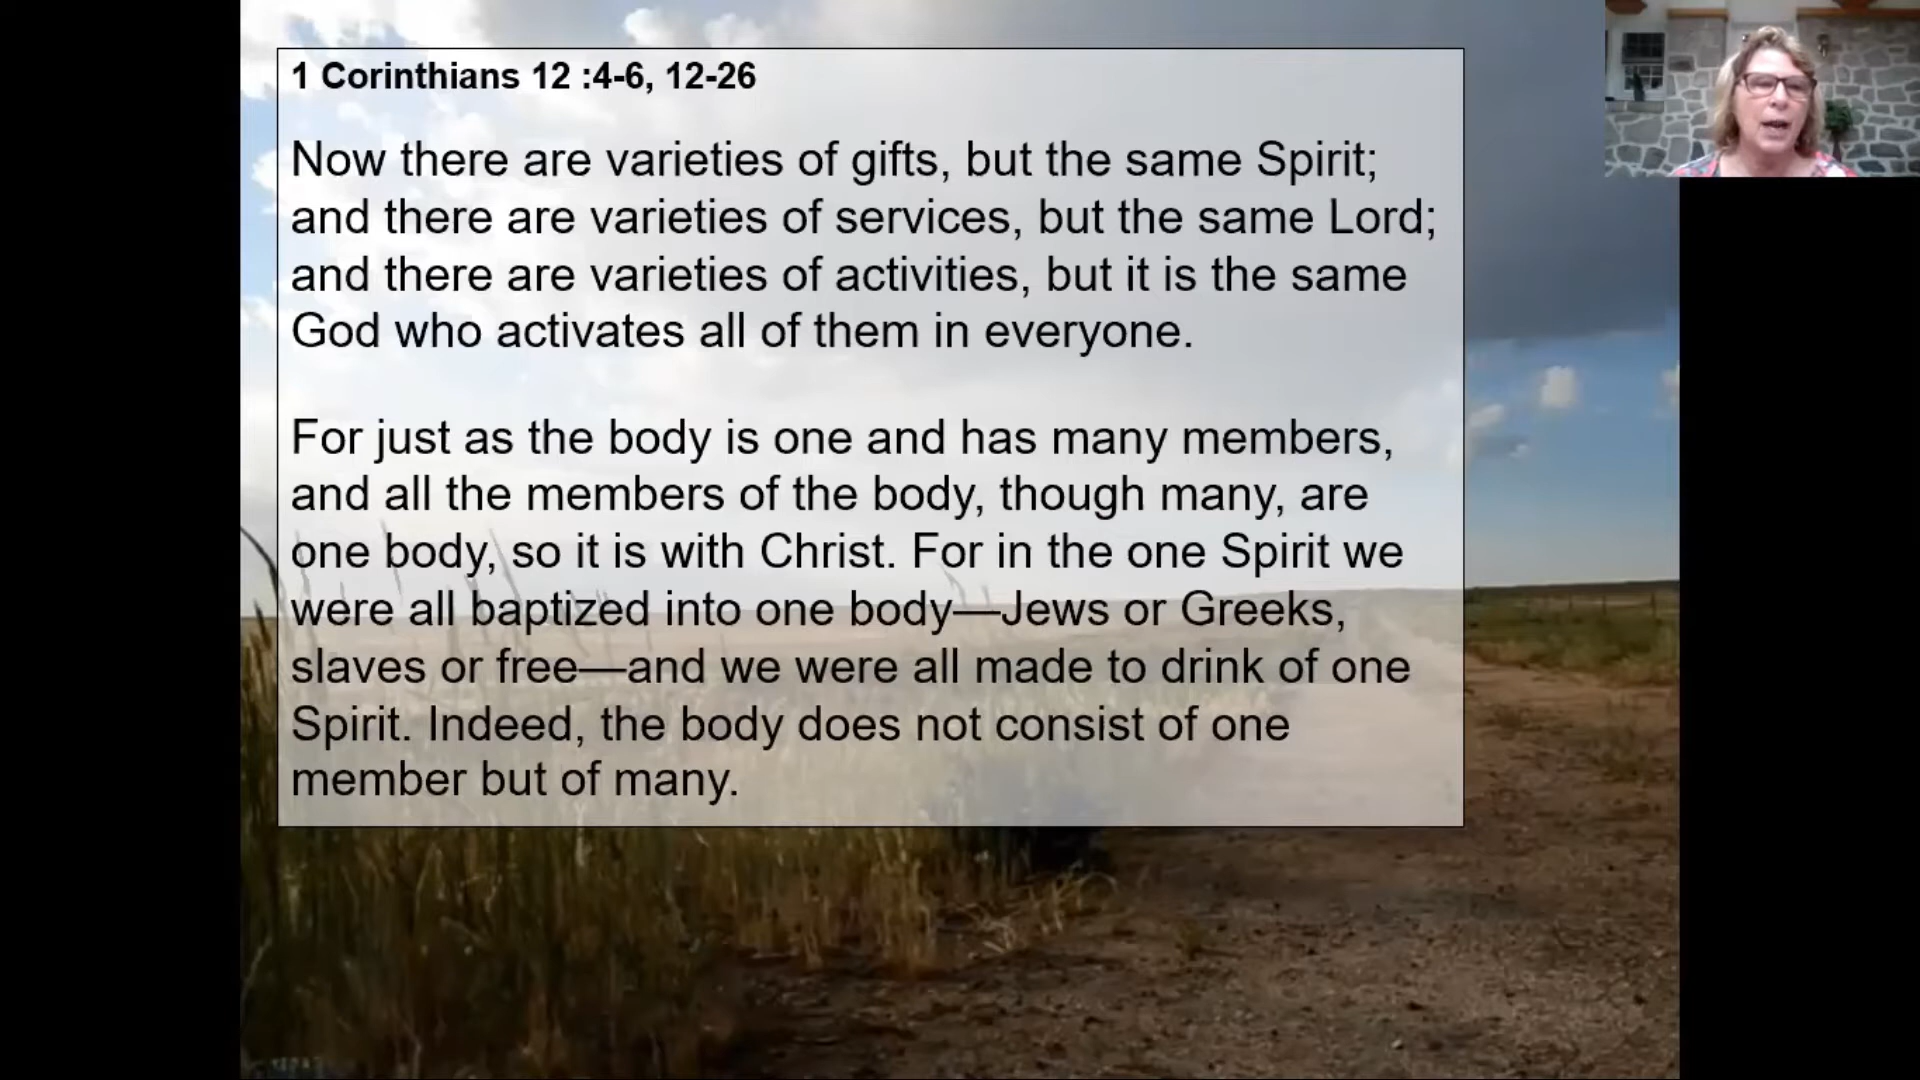 1 Corinthians 12 :4-6, 12-26
Now there are varieties of gifts, but the same Spirit;
and there are varieties of services, but the same Lord;
and there are varieties of activities, but it is the same
God who activates all of them in everyone.
For just as the body is one and has many members,
and all the members of the body, though many, are
one body, so it is with Christ. For in the one Spirit we
were all baptized into one body—Jews or Greeks,
slaves or free—and we were all made to drink of one
Spirit. Indeed, the body does not consist of one
member but of many.